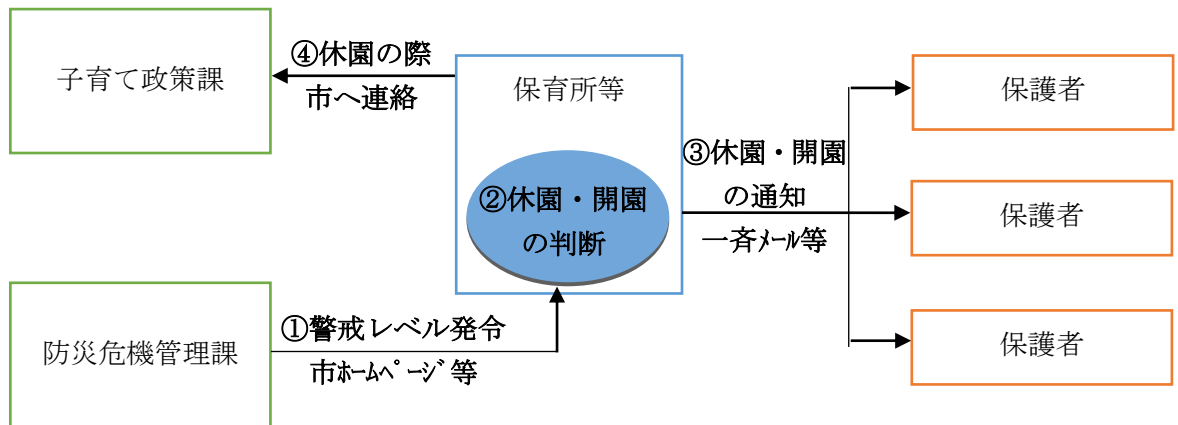 子育て政策課
④休園の際
市へ連絡
保育所等
②休園・開園
の判断
③休園・開園
の通知
一斉ﾒｰﾙ等
保護者
保護者
保護者
防災危機管理課
①警戒レベル発令
市ﾎｰﾑﾍﾟｰｼﾞ等